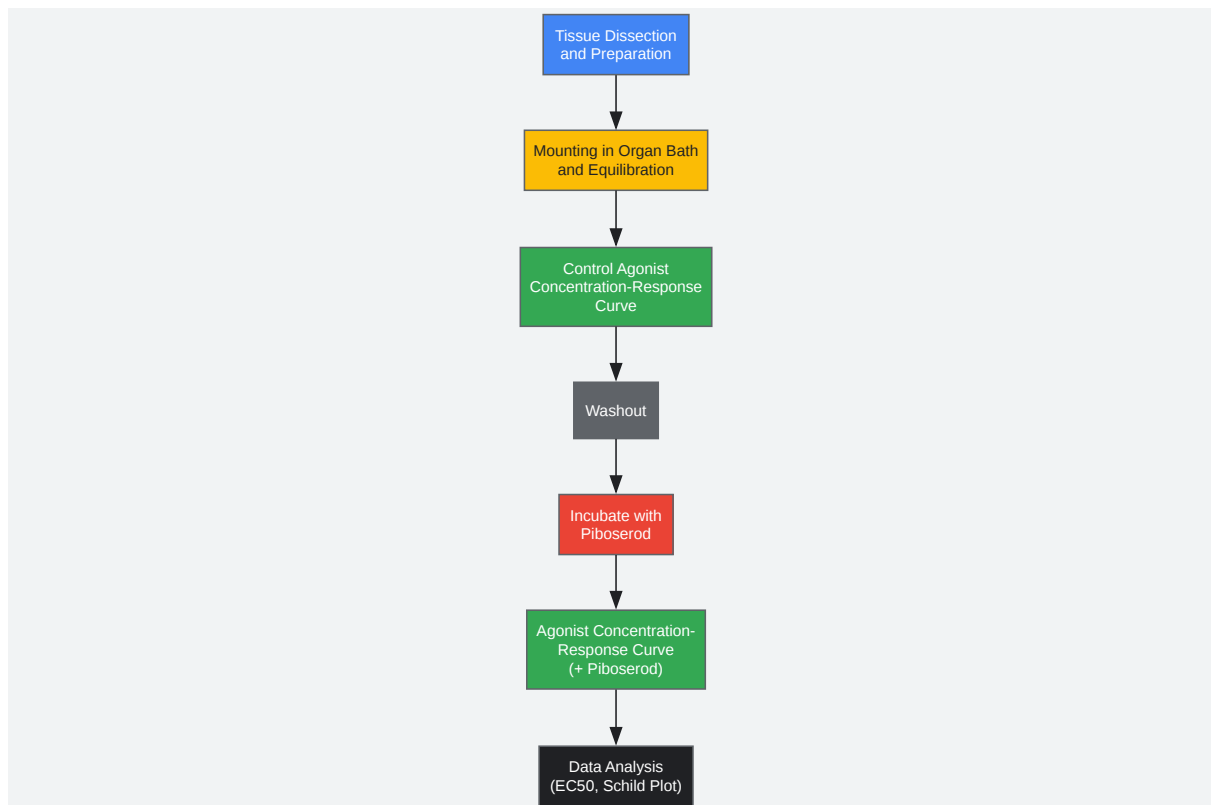 Tissue Dissection
and Preparation
Mounting in Organ Bath
and Equilibration
Control Agonist
Concentration-Response
Curve
Washout
Incubate with
Piboserod
Agonist Concentration-
Response Curve
(+ Piboserod)
Data Analysis
(EC50, Schild Plot)